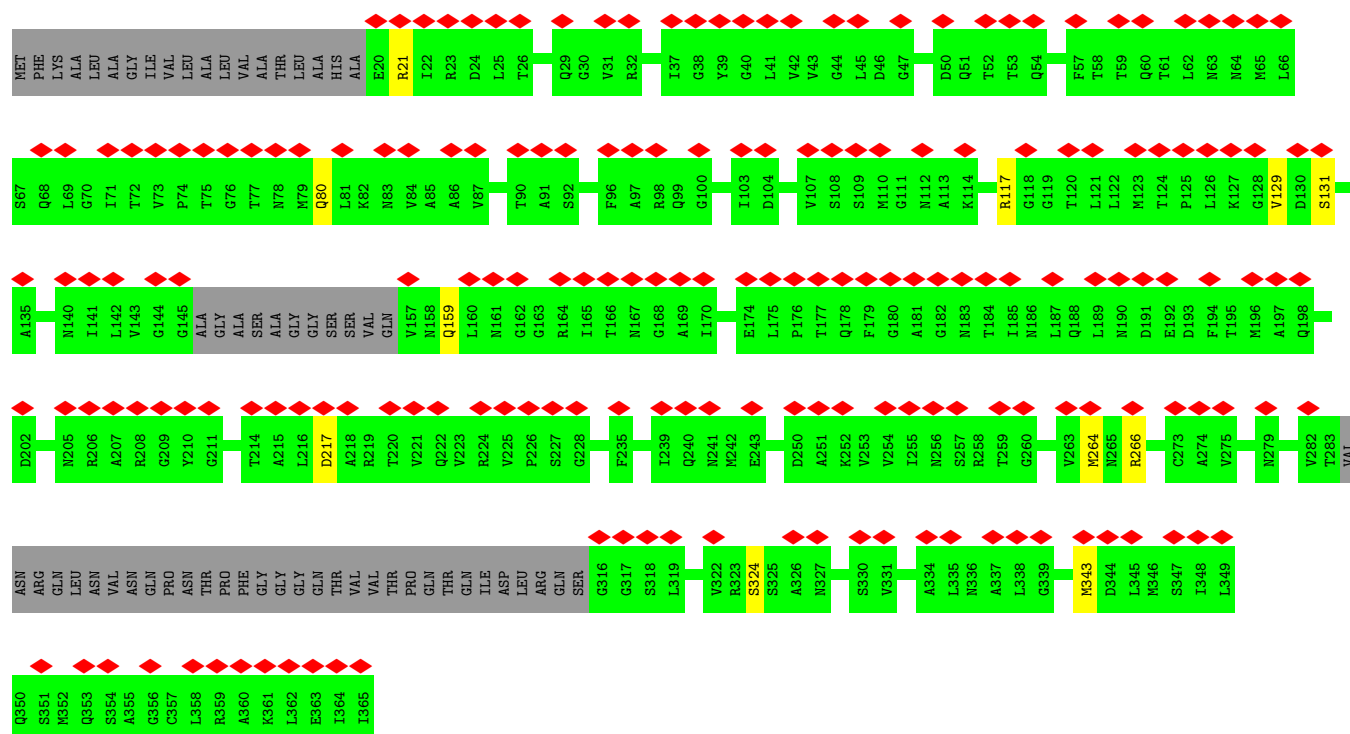 MET PHE LYS ALA LEU ALA GLY ILE VAL LEU ALA LEU VAL ALA THR LEU ALA HIS ALA E20 R21 I22 R23 D24 L25 T26 Q29 G30 V31 R32 I37 G38 Y39 G40 L41 V42 V43 G44 L45 D46 G47 D50 Q51 T52 T53 Q54 F57 T58 T59 Q60 T61 L62 N63 N64 M65 L66
S67 Q68 L69 G70 I71 T72 V73 P74 T75 G76 T77 N78 M79 Q80 L81 K82 N83 V84 A85 A86 V87 T90 A91 S92 F96 A97 R98 Q99 G100 I103 D104 V107 S108 S109 M110 G111 N112 A113 K114 R117 G118 G119 T120 L121 L122 M123 T124 P125 L126 K127 G128 V129 D130 S131
A135 N140 I141 L142 V143 G144 G145 ALA GLY ALA SER ALA GLY GLY SER SER VAL GLN V157 N158 Q159 L160 N161 G162 G163 R164 I165 T166 N167 G168 A169 I170 E174 L175 P176 T177 Q178 F179 G180 A181 G182 N183 T184 I185 N186 L187 Q188 L189 N190 D191 E192 D193 F194 T195 M196 A197 Q198
D202 N205 R206 A207 R208 G209 Y210 G211 T214 A215 L216 D217 A218 R219 T220 V221 Q222 V223 R224 V225 P226 S227 G228 F235 I239 Q240 N241 M242 E243 D250 A251 K252 V253 V254 I255 N256 S257 R258 T259 G260 V263 M264 N265 R266 C273 A274 V275 N279 V282 T283 VAL
ASN ARG GLN LEU ASN VAL ASN GLN PRO ASN THR PRO PHE GLY GLY GLY GLN THR VAL VAL THR PRO GLN THR GLN ILE ASP LEU ARG GLN SER G316 G317 S318 L319 V322 R323 S324 S325 A326 N327 S330 V331 A334 L335 N336 A337 L338 G339 M343 D344 L345 M346 S347 I348 L349
Q350 S351 M352 Q353 S354 A355 G356 C357 L358 R359 A360 K361 L362 E363 I364 I365